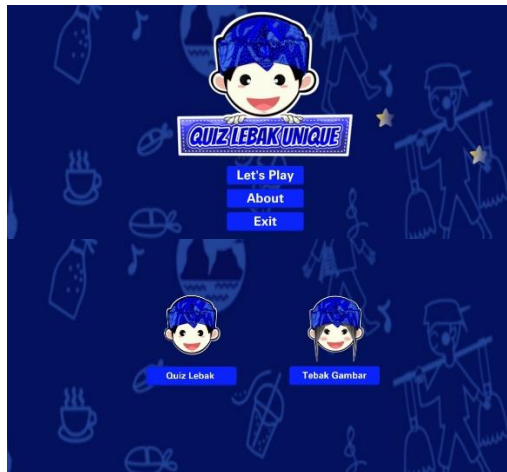 QUIZ LEBAK UNIQUE
Let's Play
About
Exit
Quiz Lebak
Tebak Gambar